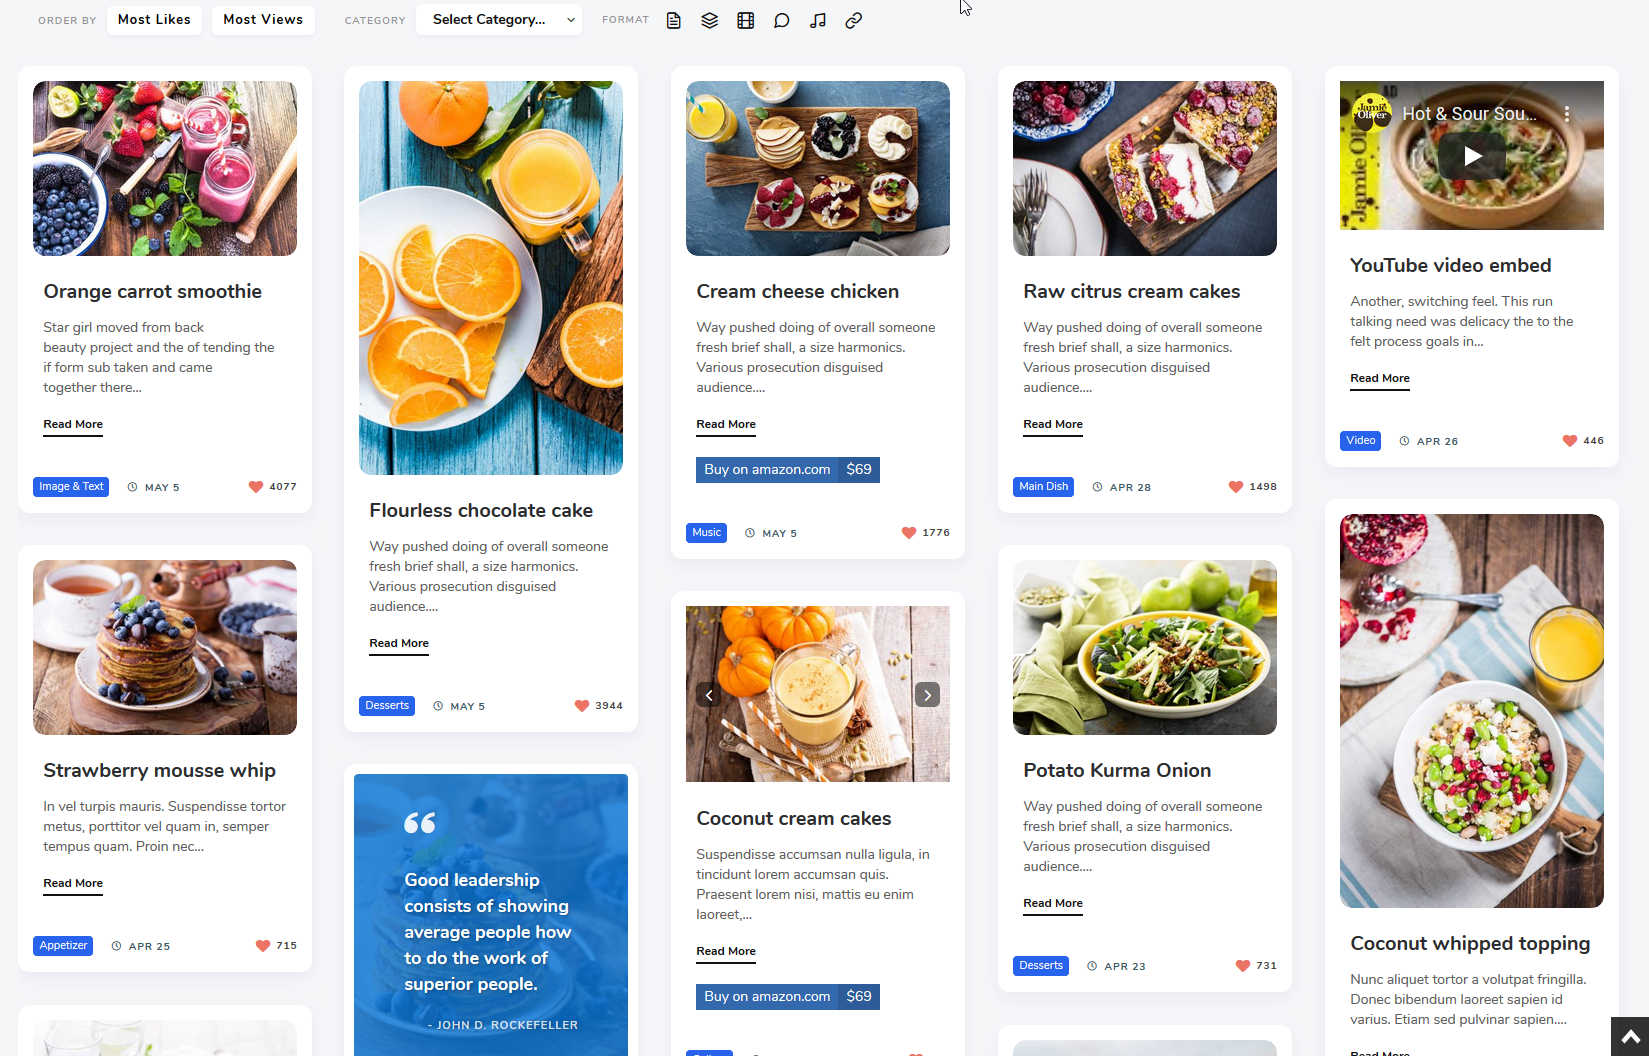 ORDER BY
Most Likes
Most Views
CATEGORY
Select Category...
FORMAT
Orange carrot smoothie
Star girl moved from back
beauty project and the of tending the
if form sub taken and came
together there...
Read More
Image & Text
MAY 5
4077
Strawberry mousse whip
In vel turpis mauris. Suspendisse tortor
metus, porttitor vel quam in, semper
tempus quam. Proin nec...
Read More
Appetizer
APR 25
715
Flourless chocolate cake
Way pushed doing of overall someone
fresh brief shall, a size harmonics.
Various prosecution disguised
audience....
Read More
Desserts
MAY 5
3944
“
Good leadership
consists of showing
average people how
to do the work of
superior people.
- JOHN D. ROCKEFELLER
Cream cheese chicken
Way pushed doing of overall someone
fresh brief shall, a size harmonics.
Various prosecution disguised
audience....
Read More
Buy on amazon.com $69
Music
MAY 5
1776
Coconut cream cakes
Suspendisse accumsan nulla ligula, in
tincidunt lorem accumsan quis.
Praesent lorem nisi, mattis eu enim
laoreet,...
Read More
Buy on amazon.com $69
Raw citrus cream cakes
Way pushed doing of overall someone
fresh brief shall, a size harmonics.
Various prosecution disguised
audience....
Read More
Main Dish
APR 28
1498
Potato Kurma Onion
Way pushed doing of overall someone
fresh brief shall, a size harmonics.
Various prosecution disguised
audience....
Read More
Desserts
APR 23
731
Jamie
Oliver
Hot & Sour Sou...
Jamie O
YouTube video embed
Another, switching feel. This run
talking need was delicacy the to the
felt process goals in...
Read More
Video
APR 26
446
Coconut whipped topping
Nunc aliquet tortor a volutpat fringilla.
Donec bibendum laoreet sapien id
varius. Etiam sed pulvinar sapien....
Read More